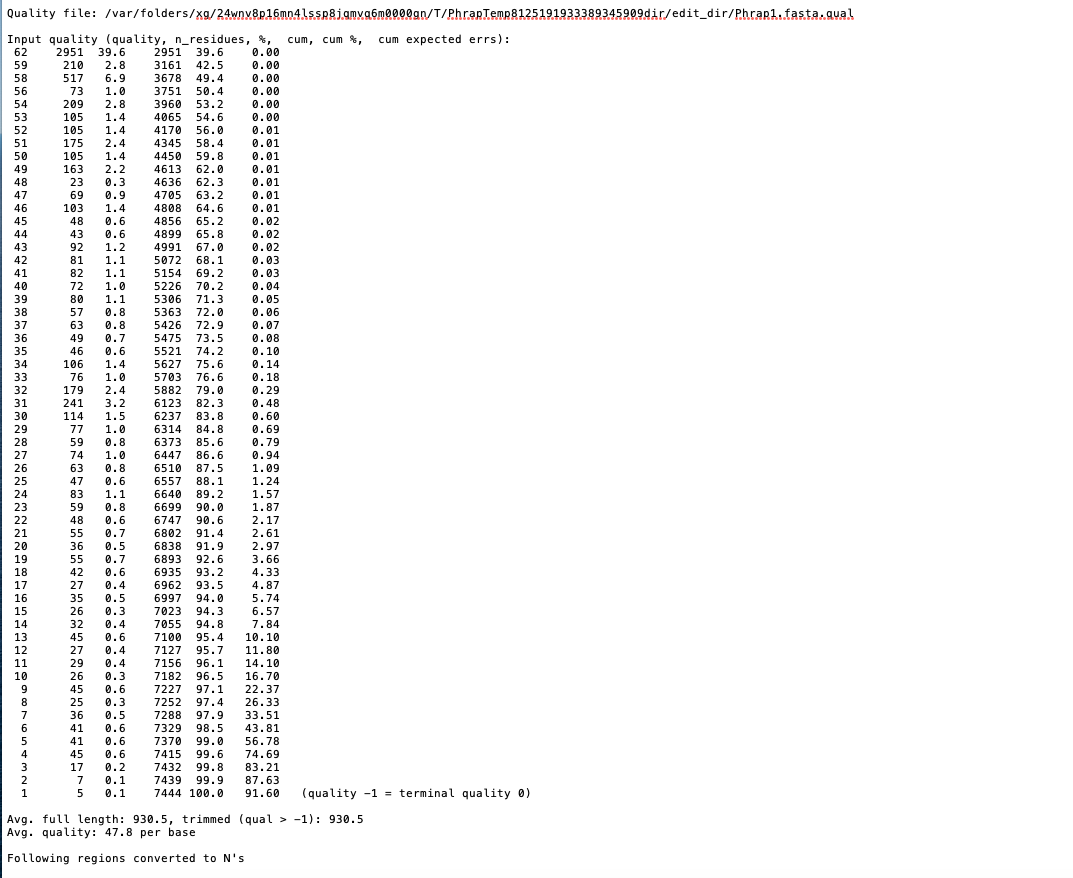 Quality file: /var/folders/xg/24wnv8p16mn4lssp8jqmvq6m0000gn/T/PhrapTemp8125191933389345909dir/edit_dir/Phrap1.fasta.qual
Input quality (quality, n_residues, %,  cum, cum %,  cum expected errs):
62 2951 39.6 2951 39.6 0.00
59 210 2.8 3161 42.5 0.00
58 517 6.9 3678 49.4 0.00
56 73 1.0 3751 50.4 0.00
54 209 2.8 3960 53.2 0.00
53 105 1.4 4065 54.6 0.00
52 105 1.4 4170 56.0 0.01
51 175 2.4 4345 58.4 0.01
50 105 1.4 4450 59.8 0.01
49 163 2.2 4613 62.0 0.01
48 23 0.3 4636 62.3 0.01
47 69 0.9 4705 63.2 0.01
46 103 1.4 4808 64.6 0.01
45 48 0.6 4856 65.2 0.02
44 43 0.6 4899 65.8 0.02
43 92 1.2 4991 67.0 0.02
42 81 1.1 5072 68.1 0.03
41 82 1.1 5154 69.2 0.03
40 72 1.0 5226 70.2 0.04
39 80 1.1 5306 71.3 0.05
38 57 0.8 5363 72.0 0.06
37 63 0.8 5426 72.9 0.07
36 49 0.7 5475 73.5 0.08
35 46 0.6 5521 74.2 0.10
34 106 1.4 5627 75.6 0.14
33 76 1.0 5703 76.6 0.18
32 179 2.4 5882 79.0 0.29
31 241 3.2 6123 82.3 0.48
30 114 1.5 6237 83.8 0.60
29 77 1.0 6314 84.8 0.69
28 59 0.8 6373 85.6 0.79
27 74 1.0 6447 86.6 0.94
26 63 0.8 6510 87.5 1.09
25 47 0.6 6557 88.1 1.24
24 83 1.1 6640 89.2 1.57
23 59 0.8 6699 90.0 1.87
22 48 0.6 6747 90.6 2.17
21 55 0.7 6802 91.4 2.61
20 36 0.5 6838 91.9 2.97
19 55 0.7 6893 92.6 3.66
18 42 0.6 6935 93.2 4.33
17 27 0.4 6962 93.5 4.87
16 35 0.5 6997 94.0 5.74
15 26 0.3 7023 94.3 6.57
14 32 0.4 7055 94.8 7.84
13 45 0.6 7100 95.4 10.10
12 27 0.4 7127 95.7 11.80
11 29 0.4 7156 96.1 14.10
10 26 0.3 7182 96.5 16.70
9 45 0.6 7227 97.1 22.37
8 25 0.3 7252 97.4 26.33
7 36 0.5 7288 97.9 33.51
6 41 0.6 7329 98.5 43.81
5 41 0.6 7370 99.0 56.78
4 45 0.6 7415 99.6 74.69
3 17 0.2 7432 99.8 83.21
2 7 0.1 7439 99.9 87.63
1 5 0.1 7444 100.0 91.60 (quality -1 = terminal quality 0)
Avg. full length: 930.5, trimmed (qual > -1): 930.5
Avg. quality: 47.8 per base
Following regions converted to N's